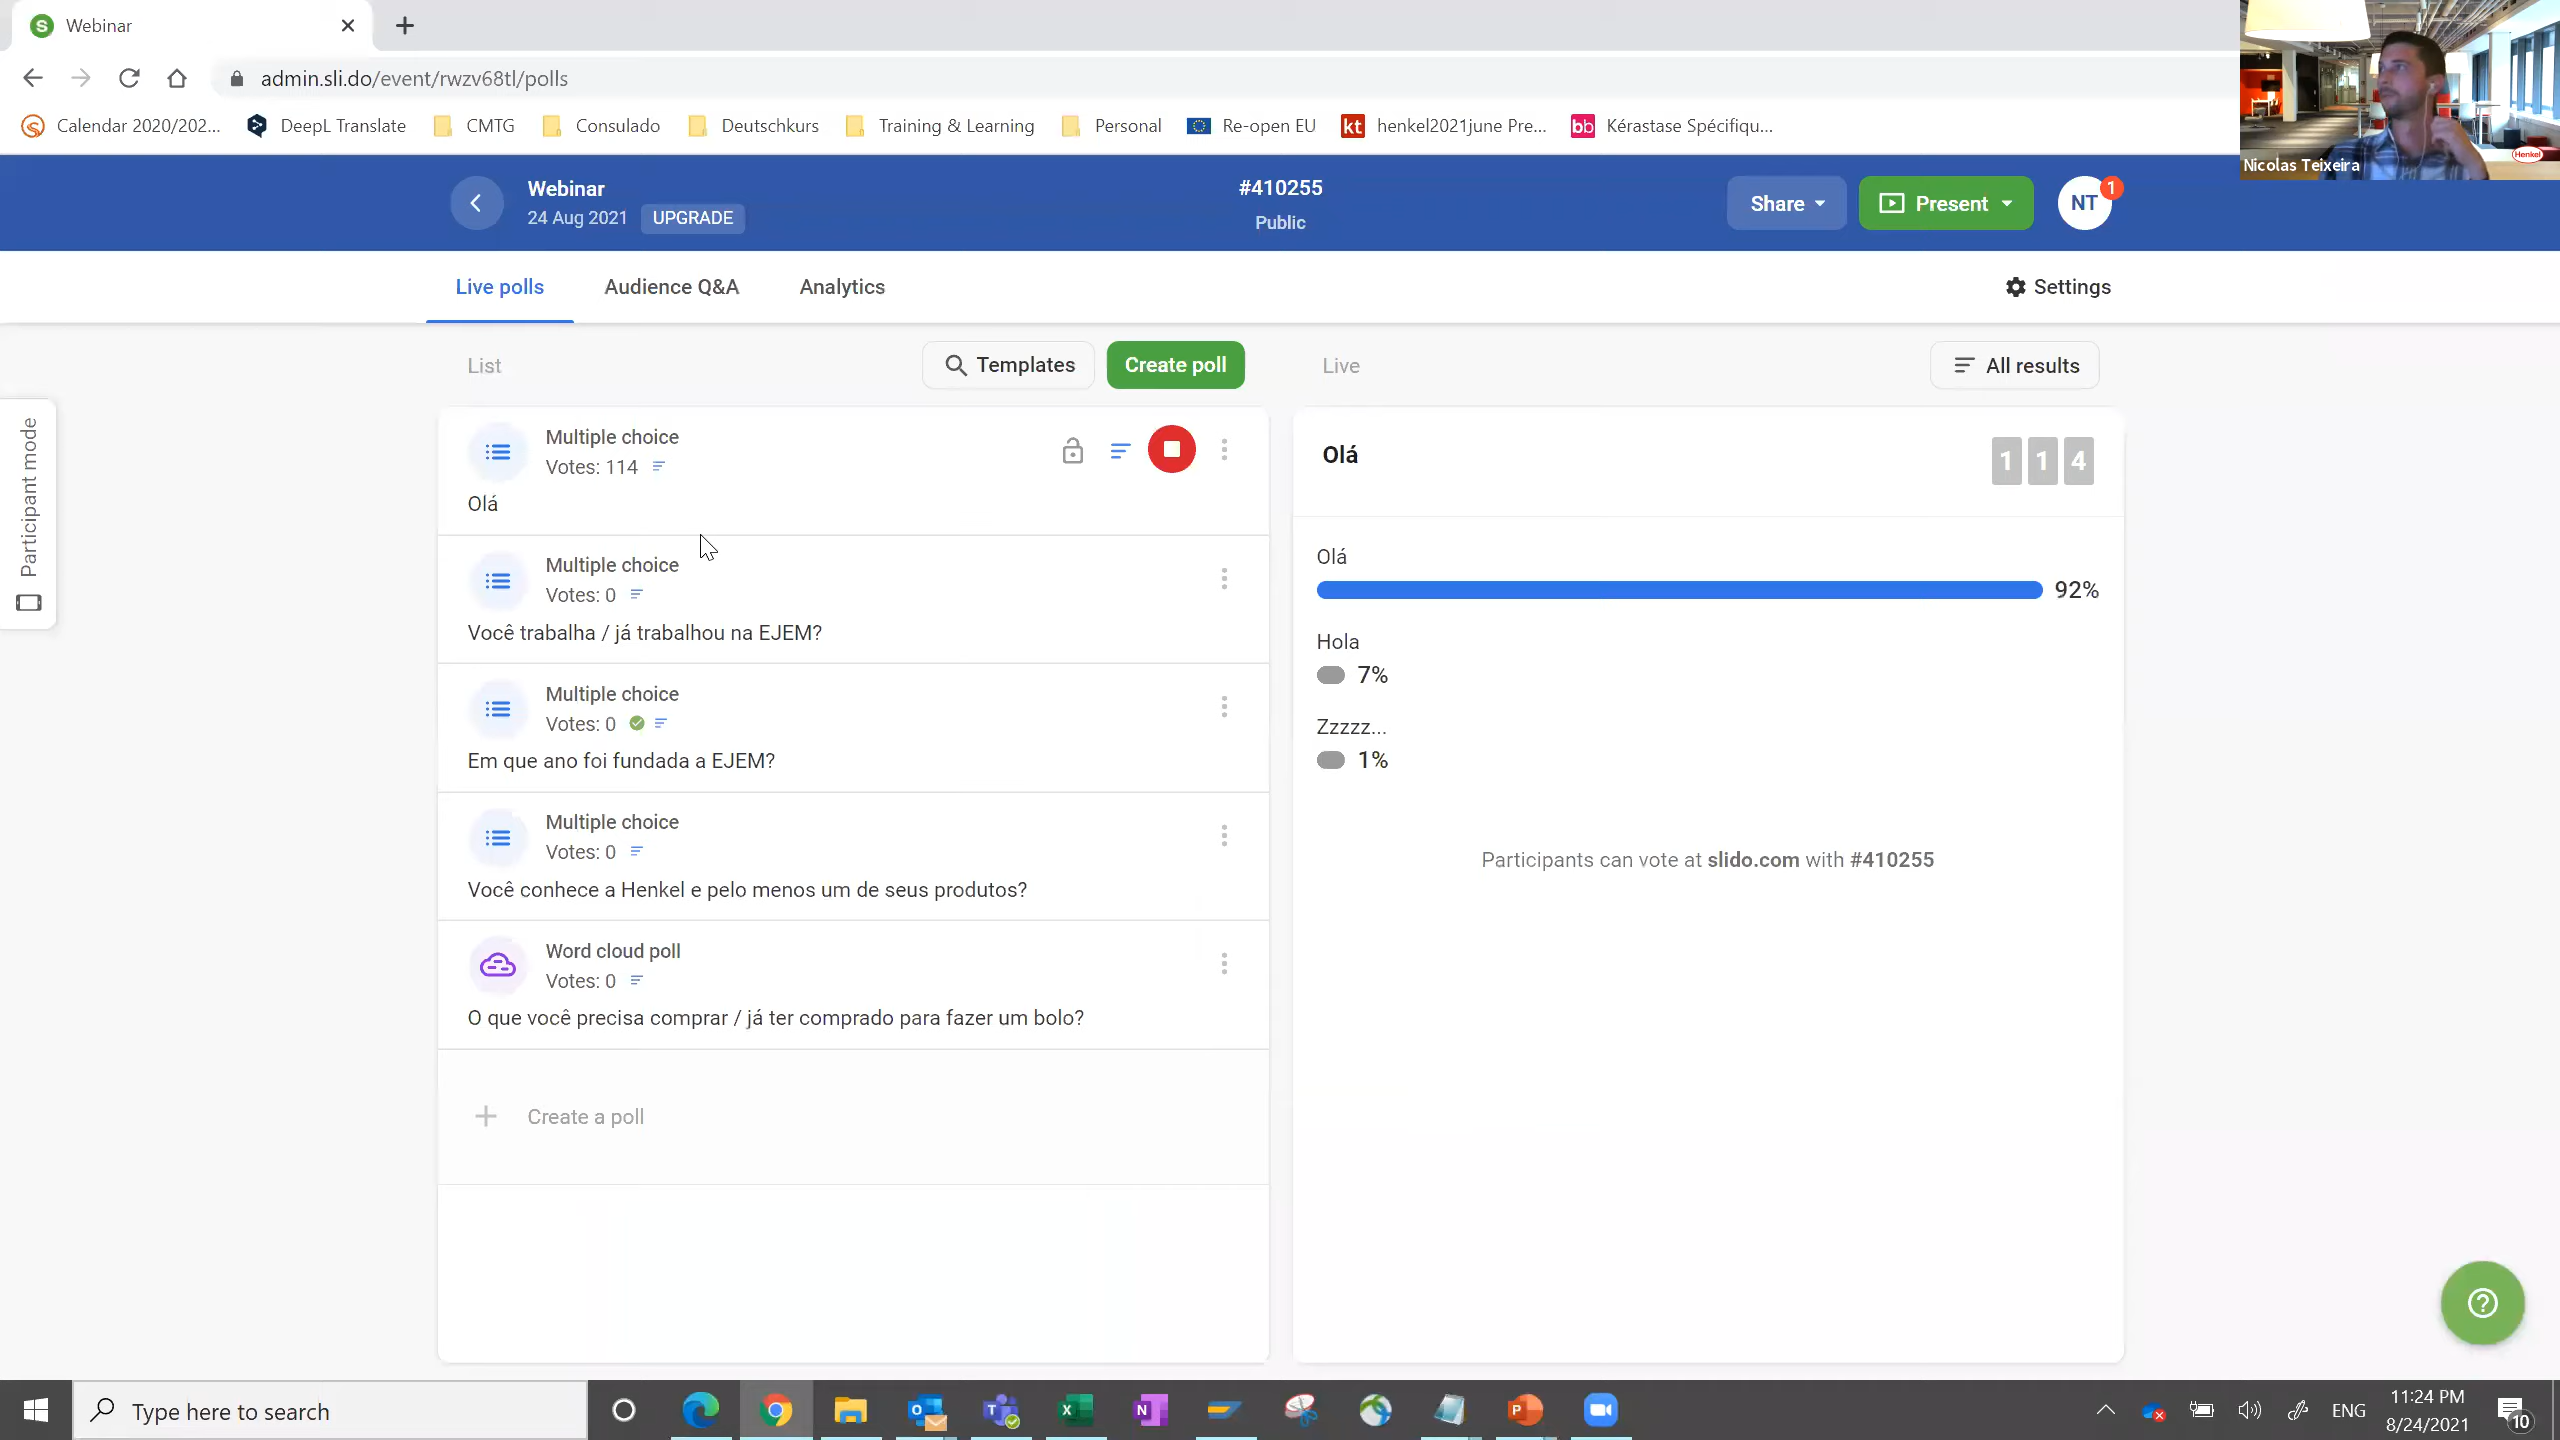 Webinar
admin.sli.do/event/rwzv68tl/polls
Calendar 2020/202... DeepL Translate CMTG Consulado Deutschkurs Training & Learning Personal Re-open EU kt henkel2021june Pre... bb Kérastase Spécifiqu...
Henkel
Nicolas Teixeira
Webinar
24 Aug 2021 UPGRADE
#410255
Public
Share Present NT 1
Live polls Audience Q&A Analytics Settings
List Templates Create poll
Participant mode
Multiple choice
Votes: 114
Olá
Multiple choice
Votes: 0
Você trabalha / já trabalhou na EJEM?
Multiple choice
Votes: 0
Em que ano foi fundada a EJEM?
Multiple choice
Votes: 0
Você conhece a Henkel e pelo menos um de seus produtos?
Word cloud poll
Votes: 0
O que você precisa comprar / já ter comprado para fazer um bolo?
Create a poll
Live All results
Olá 1 1 4
Olá
92%
Hola
7%
Zzzzz...
1%
Participants can vote at slido.com with #410255
Type here to search
ENG
11:24 PM
8/24/2021
10